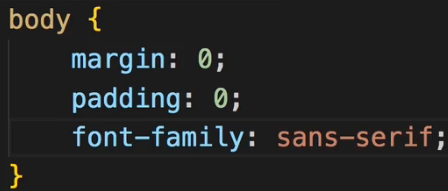 body {
    margin: 0;
    padding: 0;
    font-family: sans-serif;
}